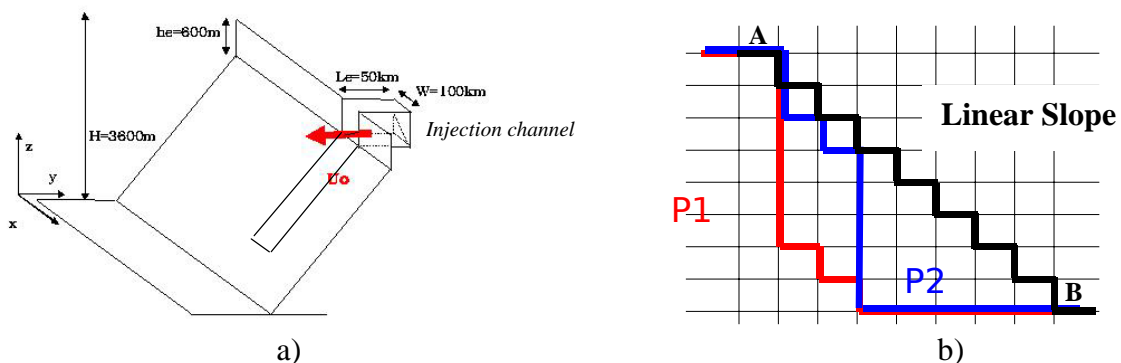 he=600m
Le=50km
W=100km
H=3600m
Injection channel
z
y
x
Uo
a)
A
Linear Slope
P1
P2
B
b)